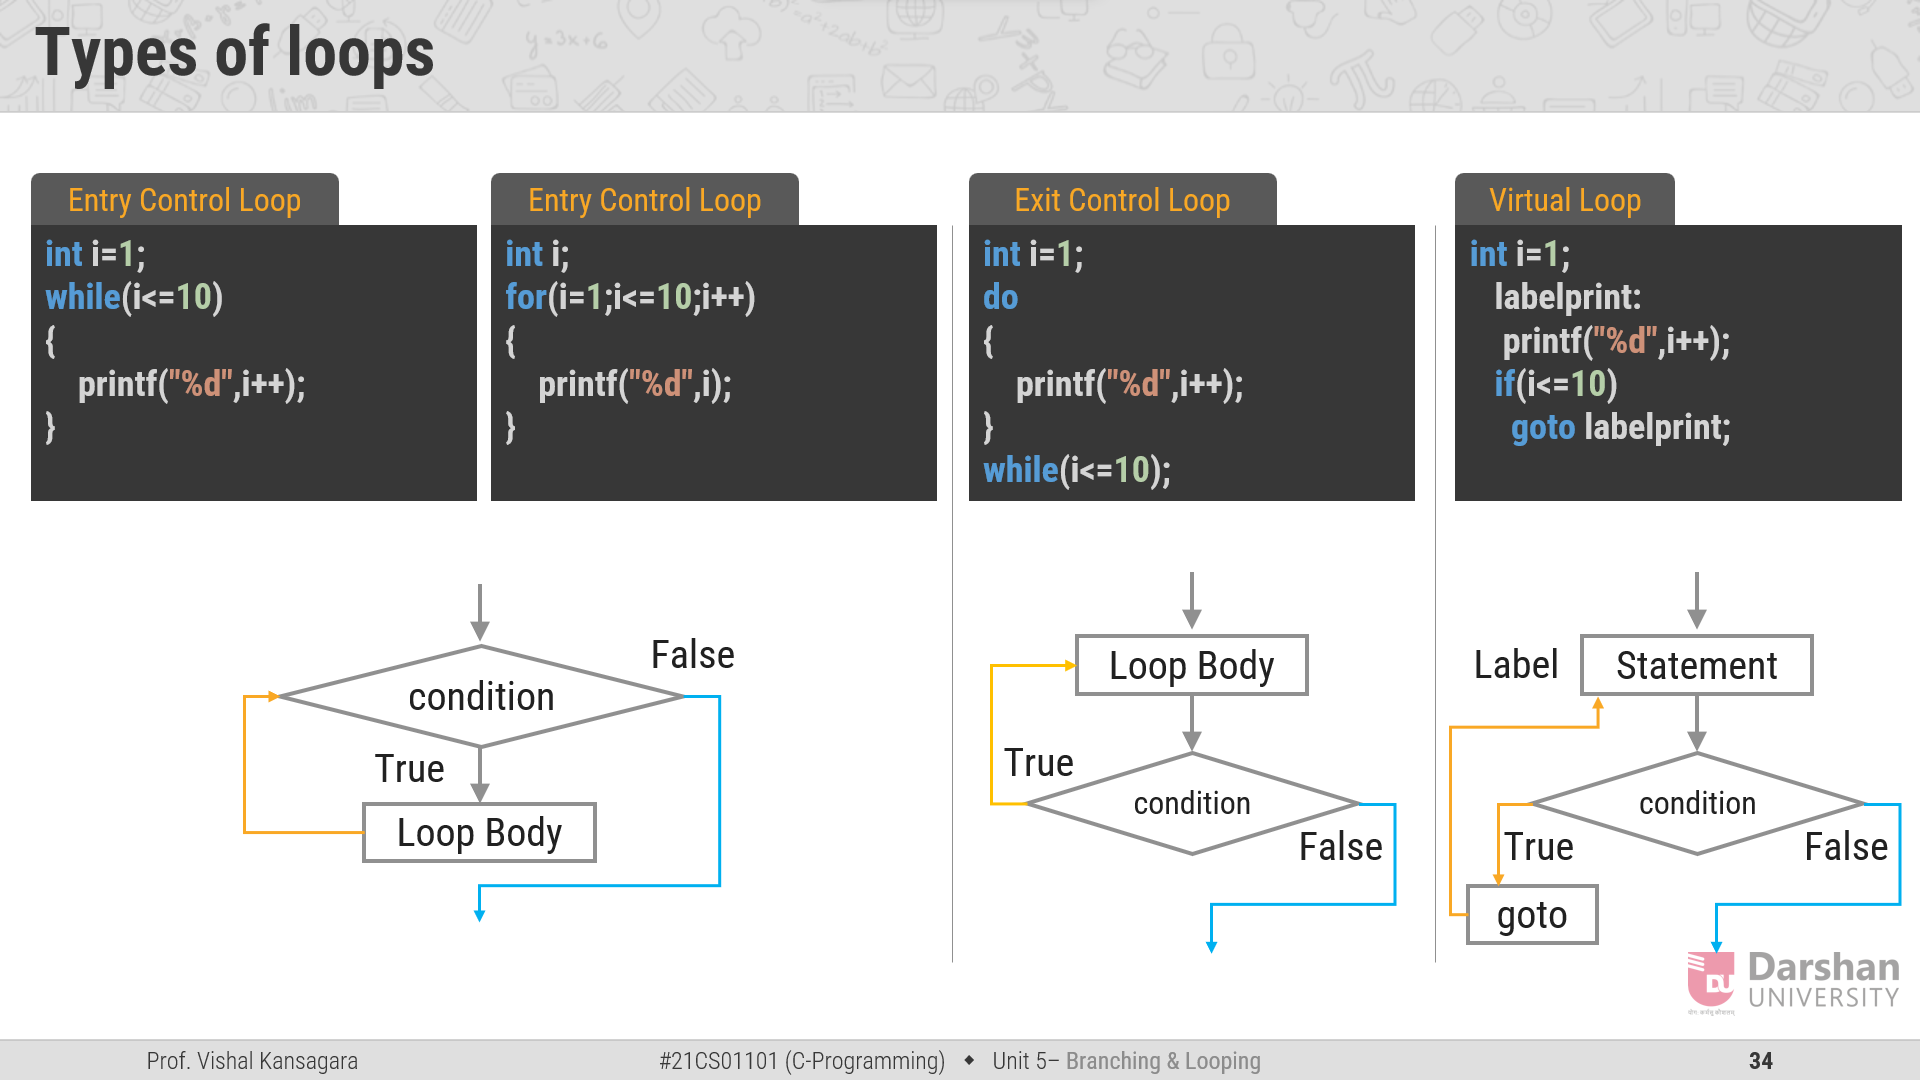 Types of loops
Entry Control Loop
int i=1;
while(i<=10)
{
printf("%d",i++);
}
Entry Control Loop
int i;
for(i=1;i<=10;i++)
{
printf("%d",i);
}
Exit Control Loop
int i=1;
do
{
printf("%d",i++);
}
while(i<=10);
Virtual Loop
int i=1;
labelprint:
printf("%d",i++);
if(i<=10)
goto labelprint;
condition
False
True
Loop Body
Loop Body
True
condition
False
Label
Statement
condition
True
False
goto
DU
Darshan
UNIVERSITY
Prof. Vishal Kansagara
#21CS01101 (C-Programming) ◆ Unit 5– Branching & Looping
34